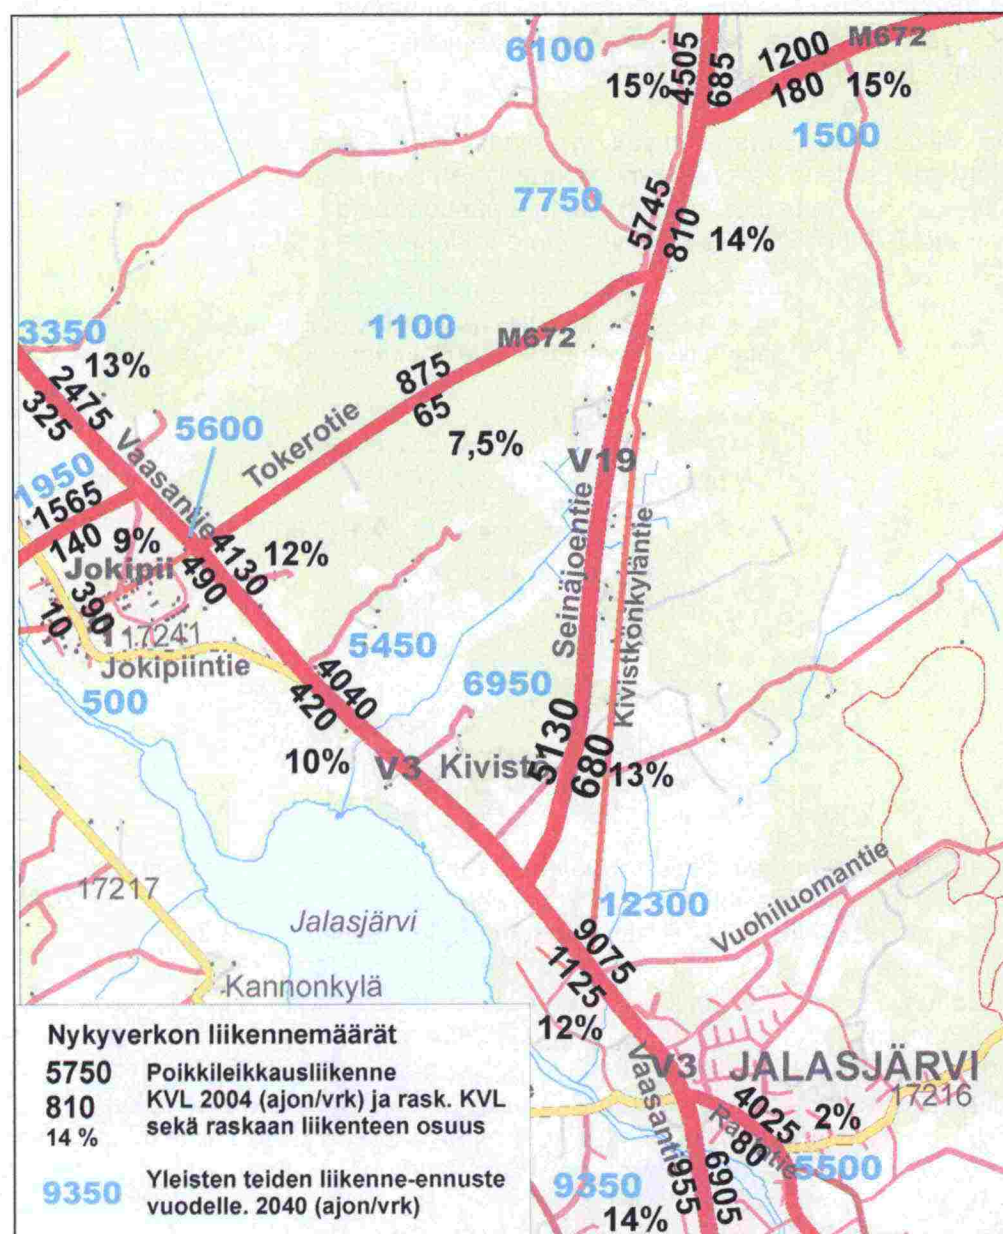 6100
15%
4505
685
1200
M672
180
15%
1500
7750
5745
810
14%
3350
13%
2475
325
1100
M672
875
65
7,5%
Tokerotie
5600
Vaasantie
1950
1565
140
9%
Jokipii
390
10
17241
Jokipiintie
500
4130
490
12%
V19
Seinäjoentie
Kivistönkyläntie
5450
4040
420
10%
V3
6950
5130
680
13%
12300
9075
1125
12%
Vuohiluomantie
17217
Jalasjärvi
Kannonkylä
V3
JALASJÄRVI
17216
Vaasantie
4025
80
2%
5500
9350
955
6905
14%
Nykyverkon liikennemäärät
5750 Poikkileikkausliikenne
810 KVL 2004 (ajon/vrk) ja rask. KVL
14 % sekä raskaan liikenteen osuus
9350 Yleisten teiden liikenne-ennuste
vuodelle. 2040 (ajon/vrk)